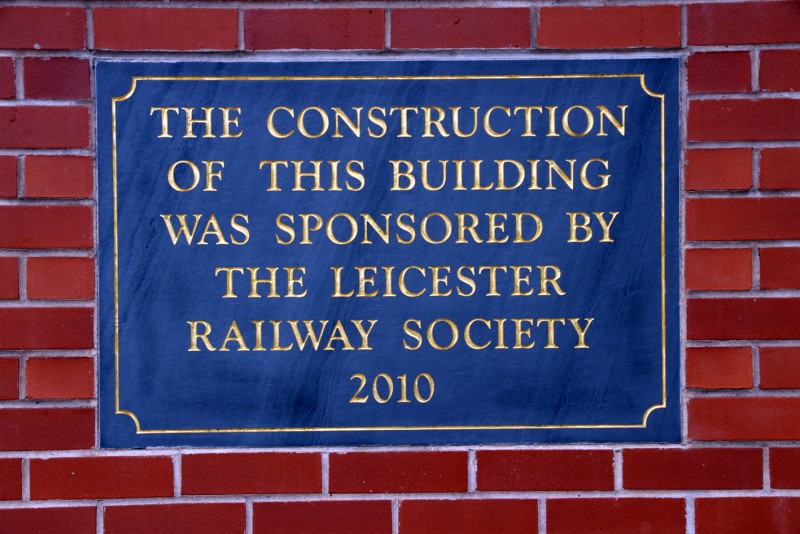 THE CONSTRUCTION
OF THIS BUILDING
WAS SPONSORED BY
THE LEICESTER
RAILWAY SOCIETY
2010